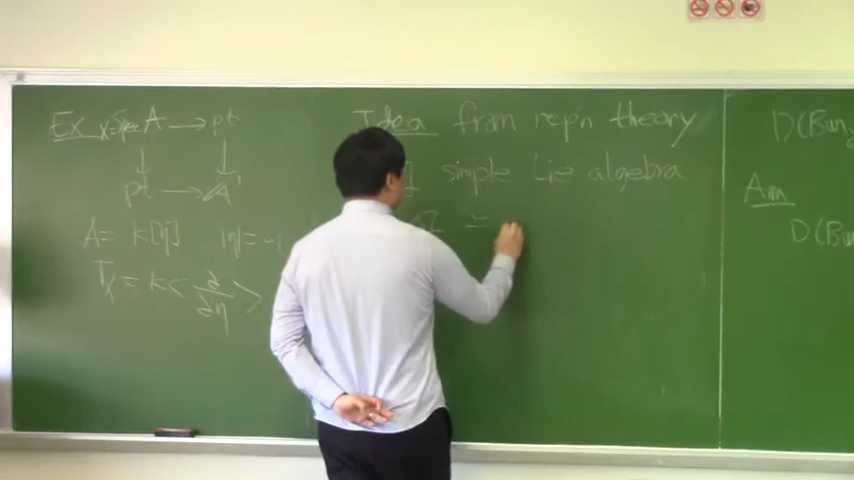 Ex X=Spec A → pt
↓ ↓
pt → A¹
A = k[η] |η| = -1
T_X = k< ∂/∂η >
Idea from rep'n theory
simple Lie algebra
=
D(Bun
Am
D(Bun